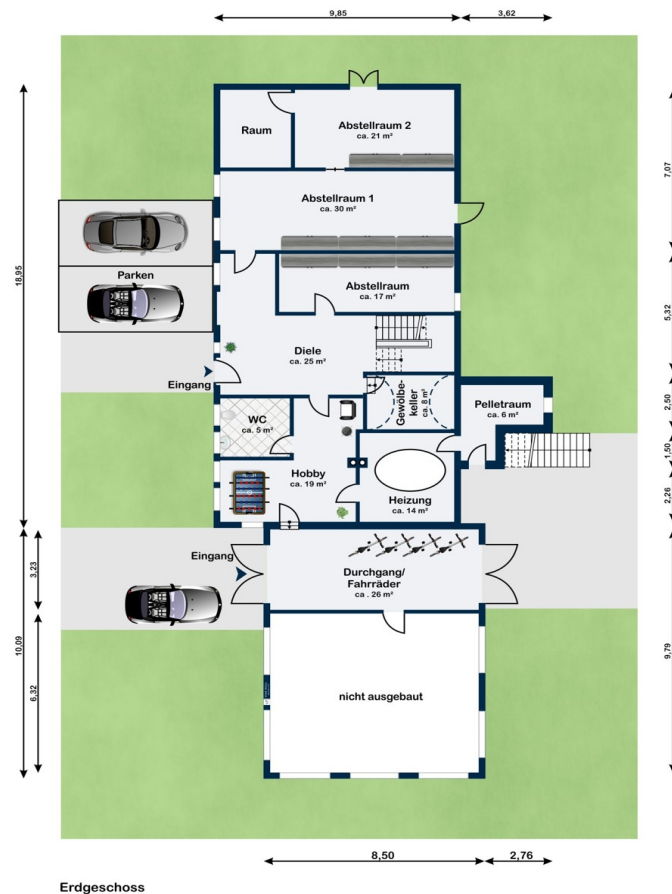 9,85
3,62
Raum
Abstellraum 2
ca. 21 m²
7,07
Abstellraum 1
ca. 30 m²
18,95
Parken
Abstellraum
ca. 17 m²
5,32
Diele
ca. 25 m²
Eingang
Gewölbe-
keller
ca. 8 m²
Pelletraum
ca. 6 m²
2,50
WC
ca. 5 m²
1,50
Hobby
ca. 19 m²
Heizung
ca. 14 m²
2,26
Eingang
3,23
Durchgang/
Fahrräder
ca . 26 m²
10,09
9,79
6,32
nicht ausgebaut
8,50
2,76
Erdgeschoss